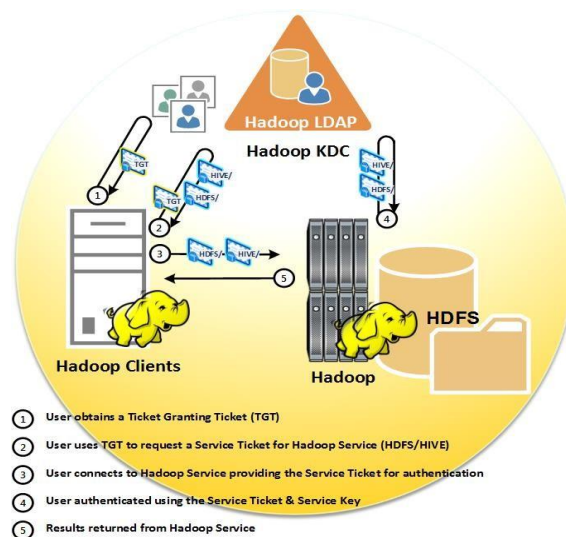 Hadoop LDAP
Hadoop KDC
TGT
HIVE/
HDFS/
TGT
HIVE/
HDFS/
1
2
3
HDFS/
HIVE/
4
5
HDFS
Hadoop Clients
Hadoop
1 User obtains a Ticket Granting Ticket (TGT)
2 User uses TGT to request a Service Ticket for Hadoop Service (HDFS/HIVE)
3 User connects to Hadoop Service providing the Service Ticket for authentication
4 User authenticated using the Service Ticket & Service Key
5 Results returned from Hadoop Service